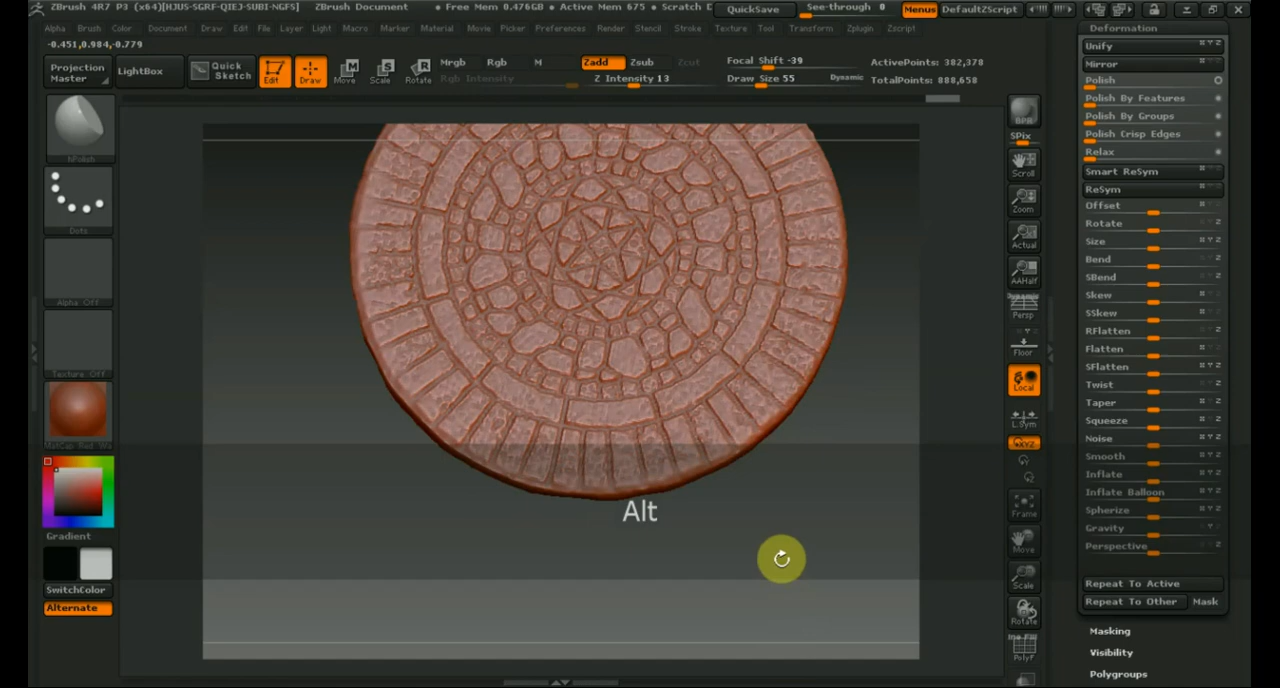 ZBrush 4R7 P3 (x64)[HJUS-SGRF-QIEJ-SUBI-NGFS] ZBrush Document • Free Mem 0.476GB • Active Mem 675 • Scratch D QuickSave See-through 0 Menus DefaultZScript
Alpha Brush Color Document Draw Edit File Layer Light Macro Marker Material Movie Picker Preferences Render Stencil Stroke Texture Tool Transform Zplugin Zscript
-0.451,0.984,-0.779
Projection Master
LightBox
Quick Sketch
Edit
Draw
Move
Scale
Rotate
Mrgb Rgb M
Rgb Intensity
Zadd Zsub Zcut
Z Intensity 13
Focal Shift -39
Draw Size 55 Dynamic
ActivePoints: 382,378
TotalPoints: 888,658
hPolish
Dots
Alpha Off
Texture Off
Gradient
SwitchColor
Alternate
Alt
BPR
SPix
Scroll
Zoom
Actual
AAHalf
Dynamic
Persp
Floor
Local
L.Sym
Frame
Move
Scale
Rotate
PolyF
Deformation
Unify
Mirror
Polish
Polish By Features
Polish By Groups
Polish Crisp Edges
Relax
Smart ReSym
ReSym
Offset
Rotate
Size
Bend
SBend
Skew
SSkew
RFlatten
Flatten
SFlatten
Twist
Taper
Squeeze
Noise
Smooth
Inflate
Inflate Balloon
Spherize
Gravity
Perspective
Repeat To Active
Repeat To Other Mask
Masking
Visibility
Polygroups